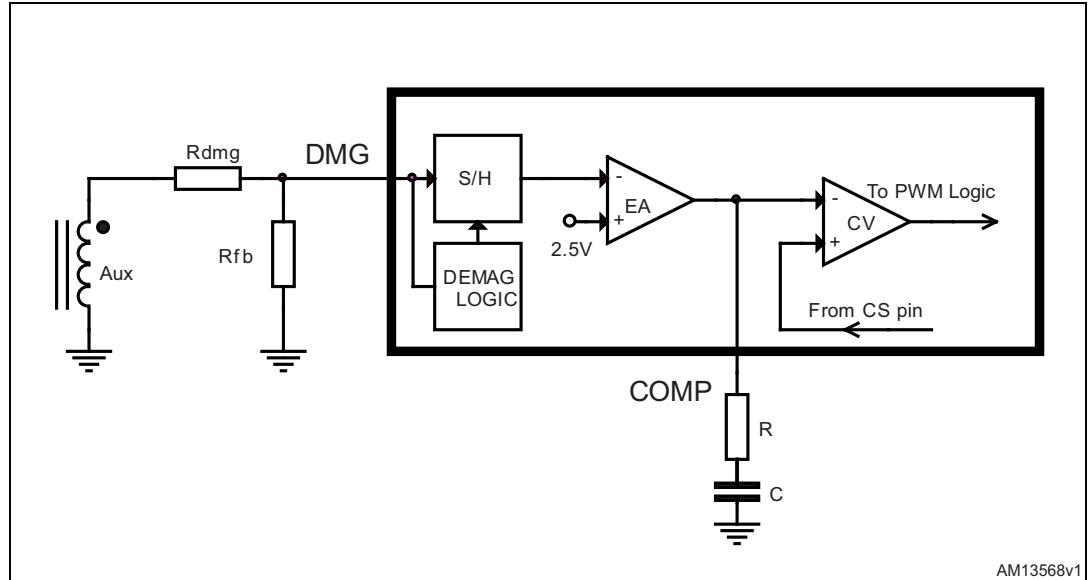 Rdmg
DMG
S/H
-
EA
+
2.5V
-
CV
+
To PWM Logic
Aux
Rfb
DEMAG
LOGIC
From CS pin
COMP
R
C
AM13568v1